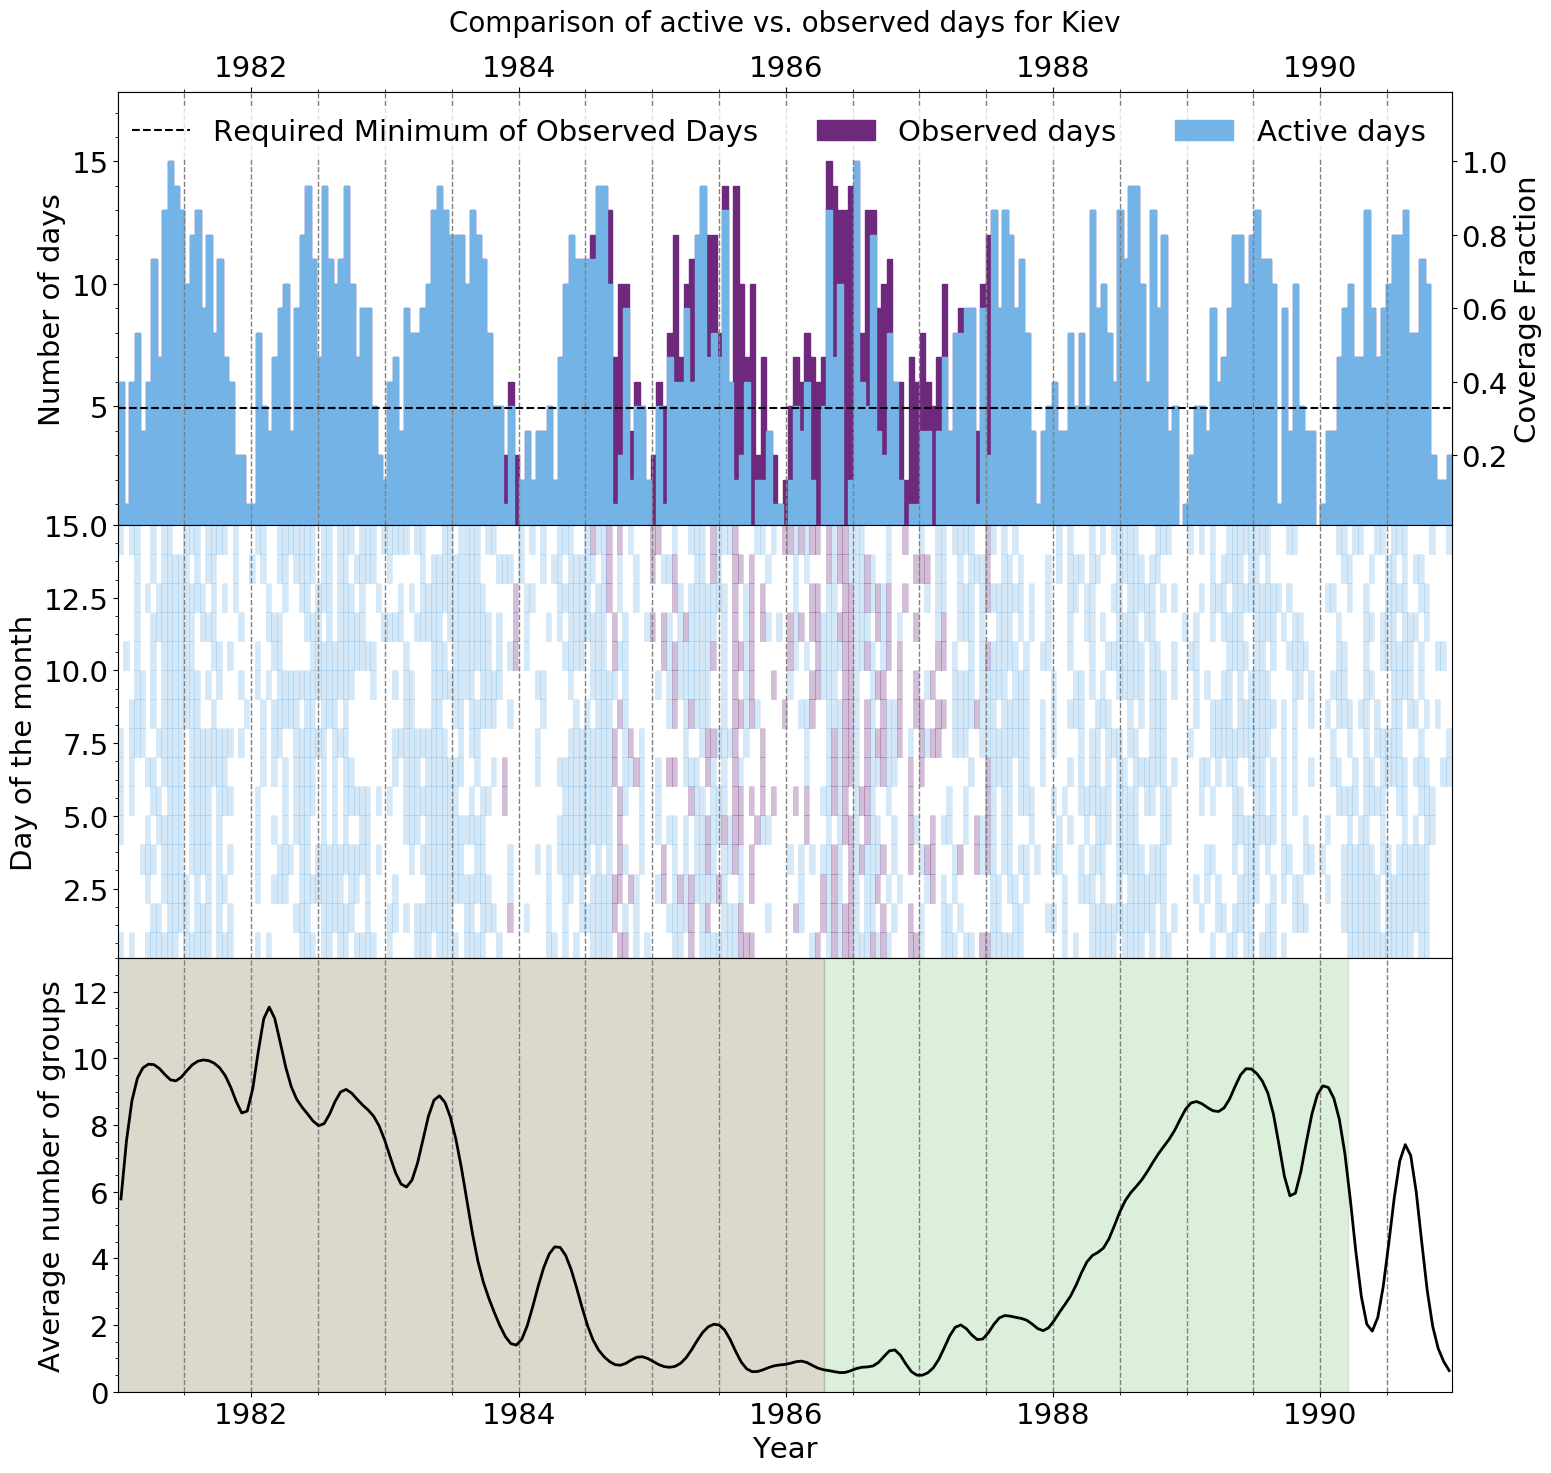 Comparison of active vs. observed days for Kiev
1982 1984 1986 1988 1990
Required Minimum of Observed Days Observed days Active days
Number of days
15
10
5
Coverage Fraction
1.0
0.8
0.6
0.4
0.2
Day of the month
15.0
12.5
10.0
7.5
5.0
2.5
Average number of groups
12
10
8
6
4
2
0
1982 1984 1986 1988 1990
Year